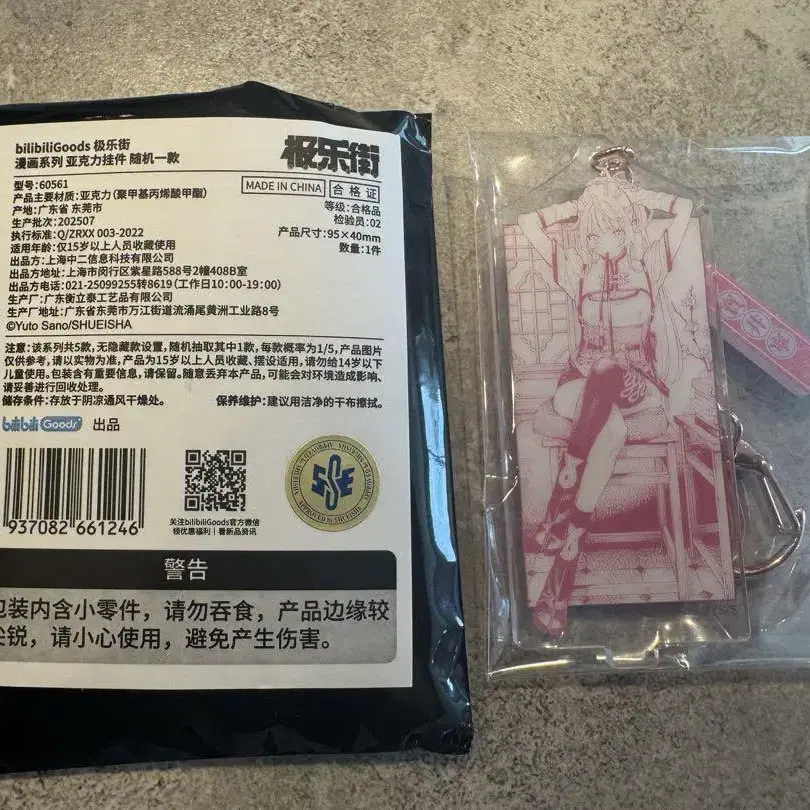 bilibiliGoods 极乐街
漫画系列 亚克力挂件 随机一款
极乐街
MADE IN CHINA
合格证
型号:60561
产品主要材质:亚克力(聚甲基丙烯酸甲酯)
产地:广东省 东莞市
生产批次:202507
执行标准:Q/ZRXX 003-2022
适用年龄:仅15岁以上人员收藏使用
出品方:上海中二信息科技有限公司
出品方地址:上海市闵行区紫星路588号2幢408B室
出品方电话:021-25099255转8619(工作日10:00-19:00)
生产厂:广东衡立泰工艺品有限公司
生产厂地址:广东省东莞市万江街道流涌尾黄洲工业路8号
©Yuto Sano/SHUEISHA
等级:合格品
检验员:02
产品尺寸:95×40mm
数量:1件
注意:该系列共5款,无隐藏款设置,随机抽取其中1款,每款概率为1/5,产品图片
仅供参考,请以实物为准,产品为15岁以上人员收藏、摆设适用,请勿给14岁以下
儿童使用。包装含有重要信息,请保留。随意丢弃本产品,可能会对环境造成影响、
请妥善进行回收处理。
储存条件:存放于阴凉通风干燥处。
保养维护:建议用洁净的干布擦拭。
bilibili Goods 出品
937082 661246
关注bilibiliGoods官方微信
领优惠福利|看新品资讯
APPROVED by SHUEISHA
SSE
警告
包装内含小零件，请勿吞食，产品边缘较
尖锐，请小心使用，避免产生伤害。
极乐街